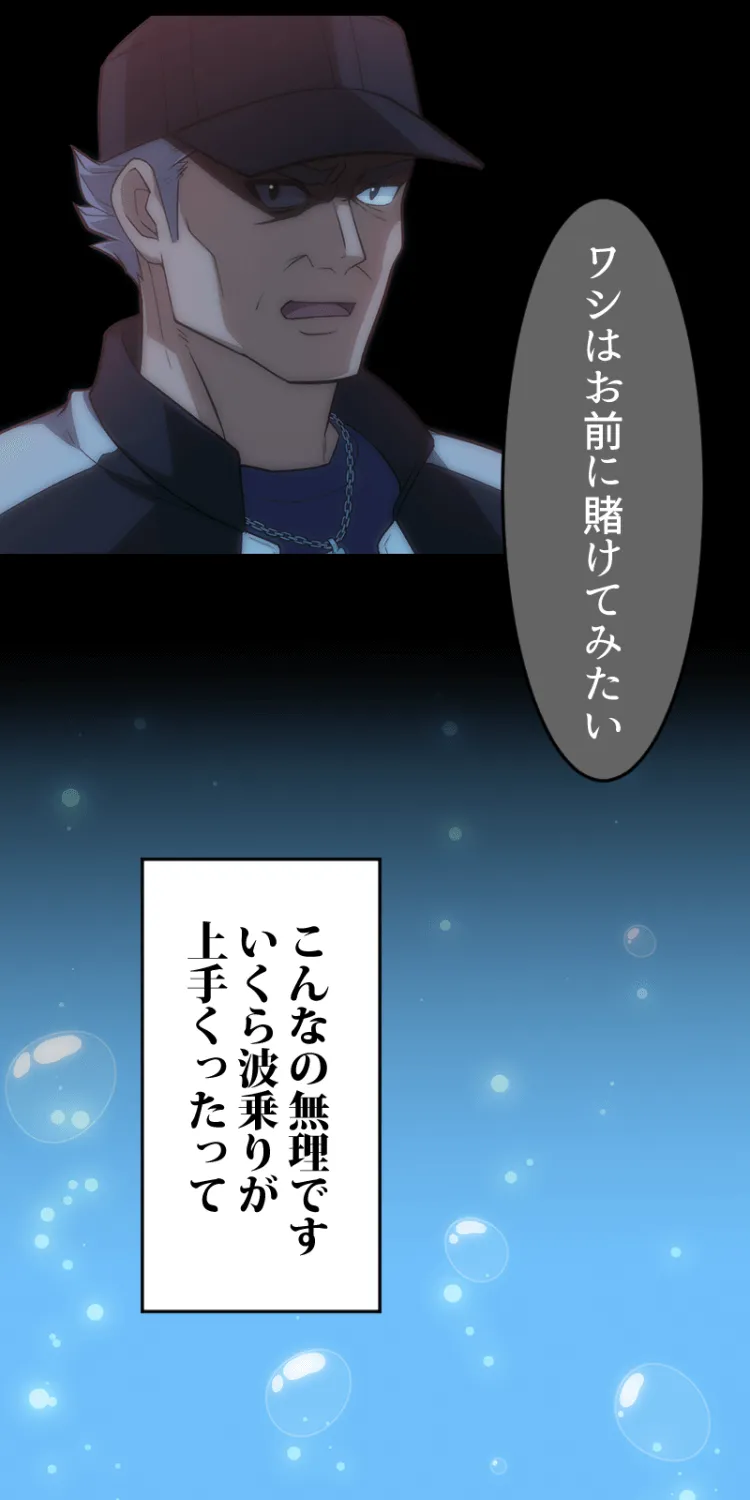 ワシはお前に賭けてみたい
こんなの無理です
いくら波乗りが
上手くったって